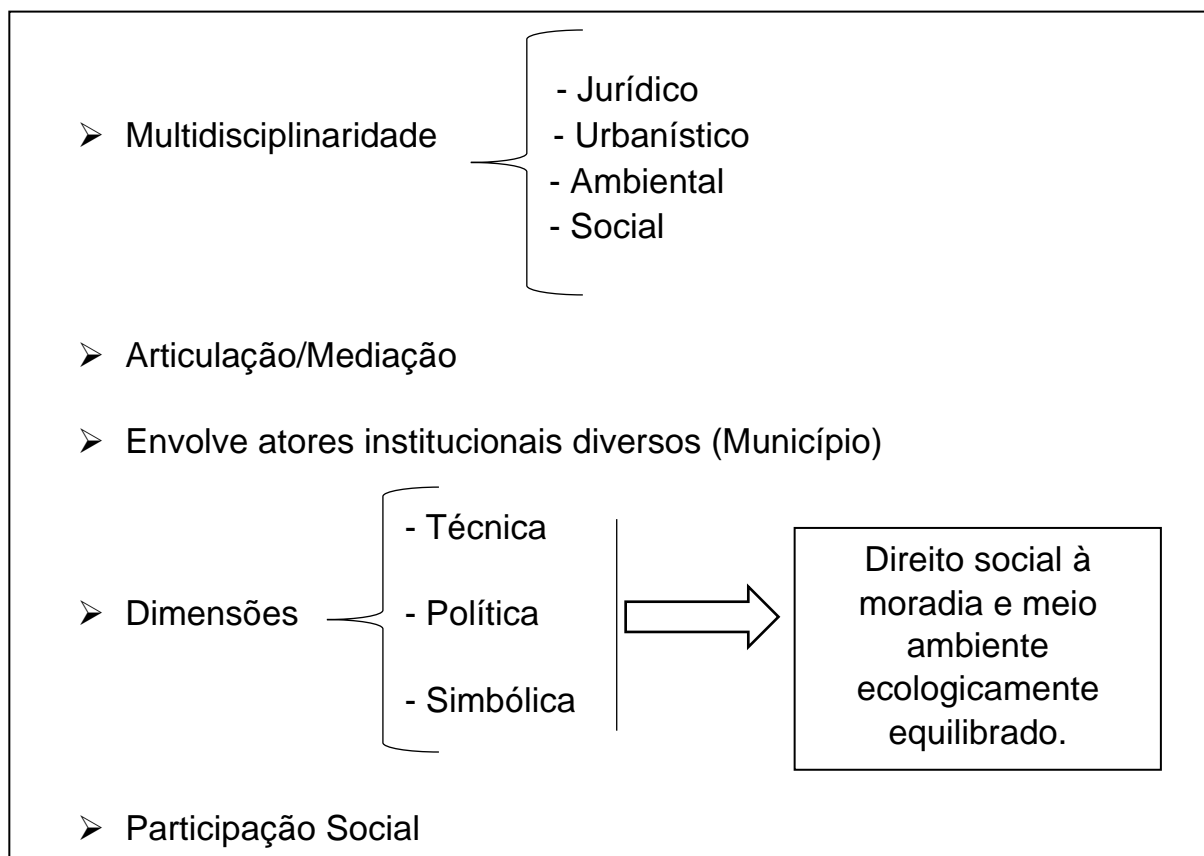 - Jurídico
➢ Multidisciplinaridade - Urbanístico
- Ambiental
- Social
➢ Articulação/Mediação
➢ Envolve atores institucionais diversos (Município)
➢ Dimensões
- Técnica
- Política
- Simbólica
Direito social à
moradia e meio
ambiente
ecologicamente
equilibrado.
➢ Participação Social